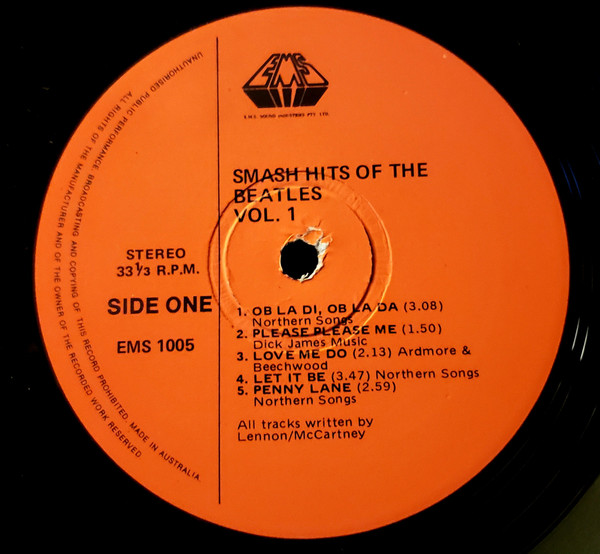 EMS
E.M.S. SOUND INDUSTRIES PTY. LTD.
SMASH HITS OF THE
BEATLES
VOL. 1
STEREO
33 1/3 R.P.M.
SIDE ONE
EMS 1005
1. OB LA DI, OB LA DA (3.08)
Northern Songs
2. PLEASE PLEASE ME (1.50)
Dick James Music
3. LOVE ME DO (2.13) Ardmore &
Beechwood
4. LET IT BE (3.47) Northern Songs
5. PENNY LANE (2.59)
Northern Songs
All tracks written by
Lennon/McCartney
UNAUTHORISED PUBLIC PERFORMANCE, BROADCASTING AND COPYING OF THIS RECORD PROHIBITED. MADE IN AUSTRALIA.
ALL RIGHTS OF THE MANUFACTURER AND OF THE OWNER OF THE RECORDED WORK RESERVED.